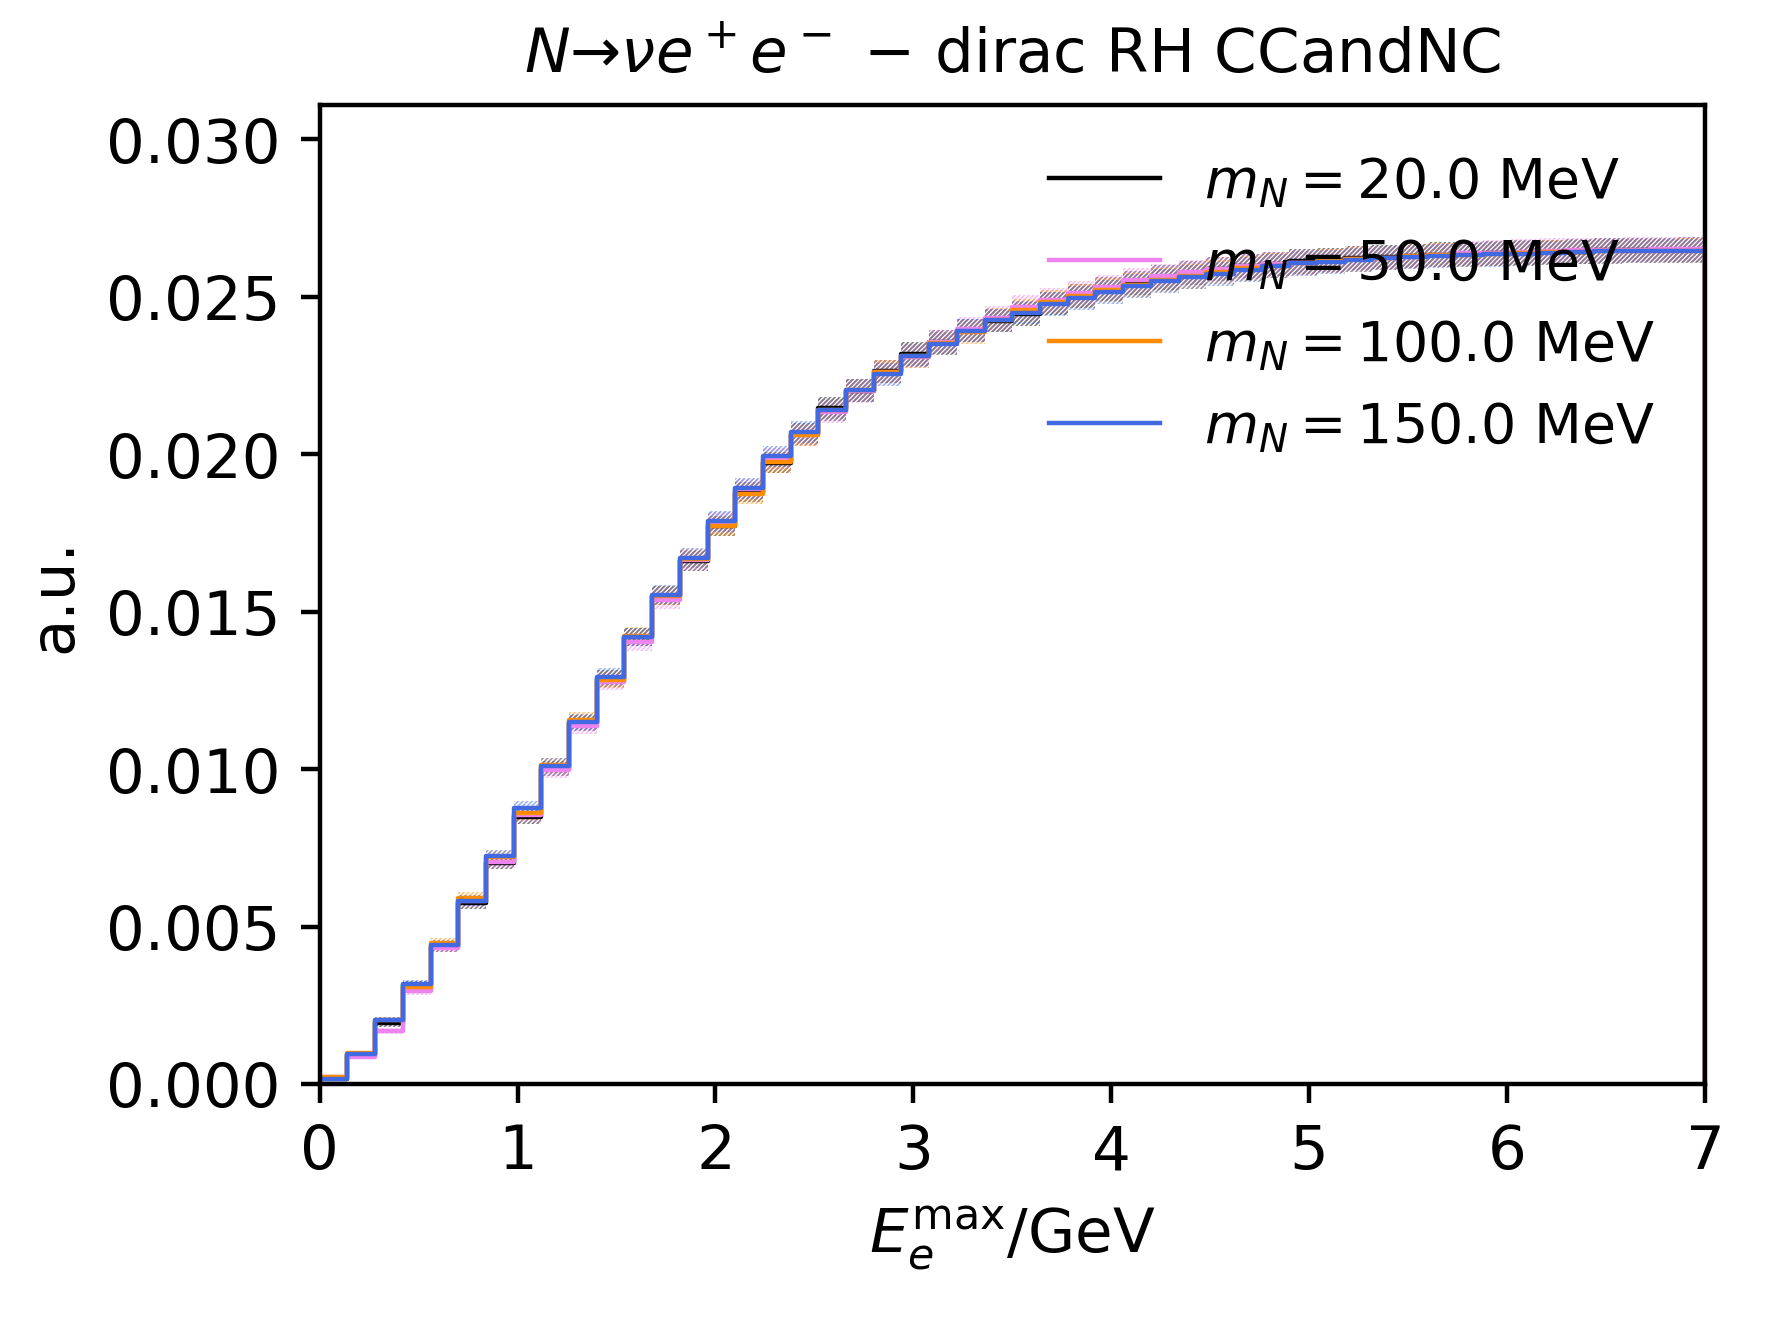 N→νe⁺e⁻ − dirac RH CCandNC
0.030
0.025
0.020
0.015
0.010
0.005
0.000
a.u.
m_N = 20.0 MeV
m_N = 50.0 MeV
m_N = 100.0 MeV
m_N = 150.0 MeV
0 1 2 3 4 5 6 7
E_e^max/GeV